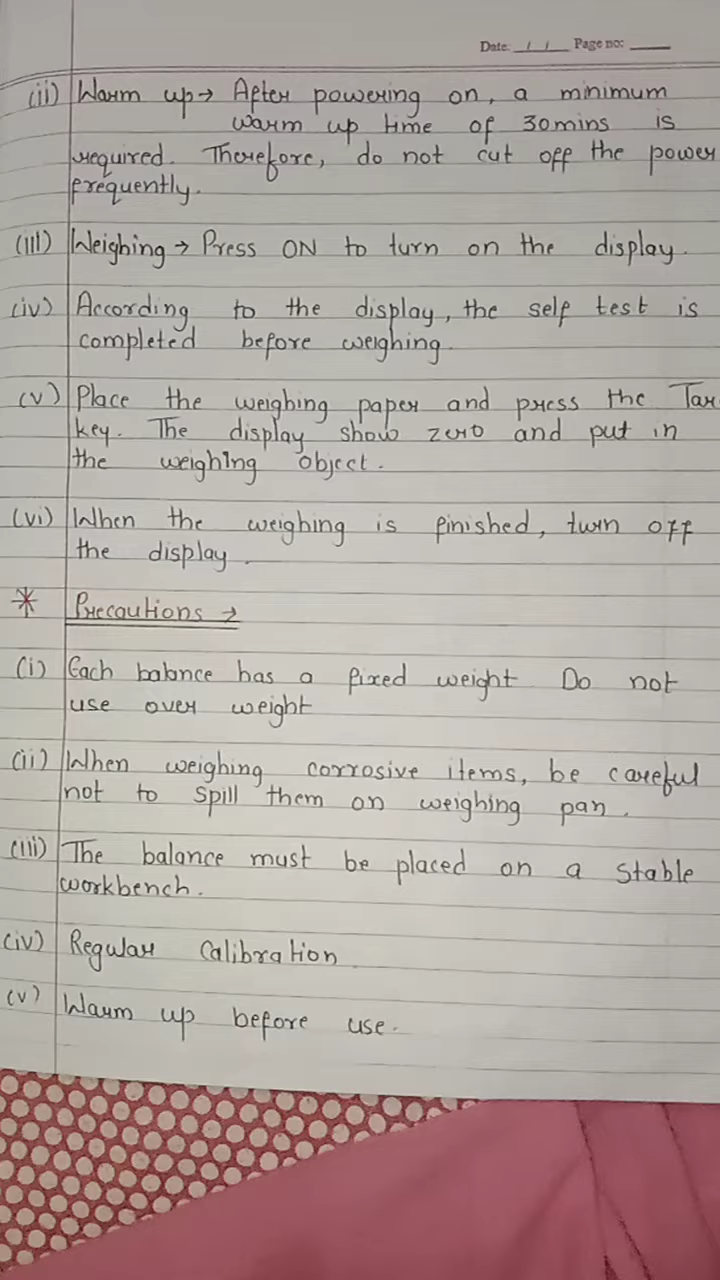 Date: __/__/__ Page no: ____
(ii) Warm up → After powering on, a minimum
warm up time of 30mins is
required. Therefore, do not cut off the power
frequently.
(iii) Weighing → Press ON to turn on the display.
(iv) According to the display, the self test is
completed before weighing.
(v) Place the weighing paper and press the Tar
key. The display show zero and put in
the weighing object.
(vi) When the weighing is finished, turn off
the display.
* Precautions →
(i) Each balance has a fixed weight Do not
use over weight
(ii) When weighing corrosive items, be careful
not to spill them on weighing pan.
(iii) The balance must be placed on a stable
workbench.
(iv) Regular Calibration
(v) Warm up before use.